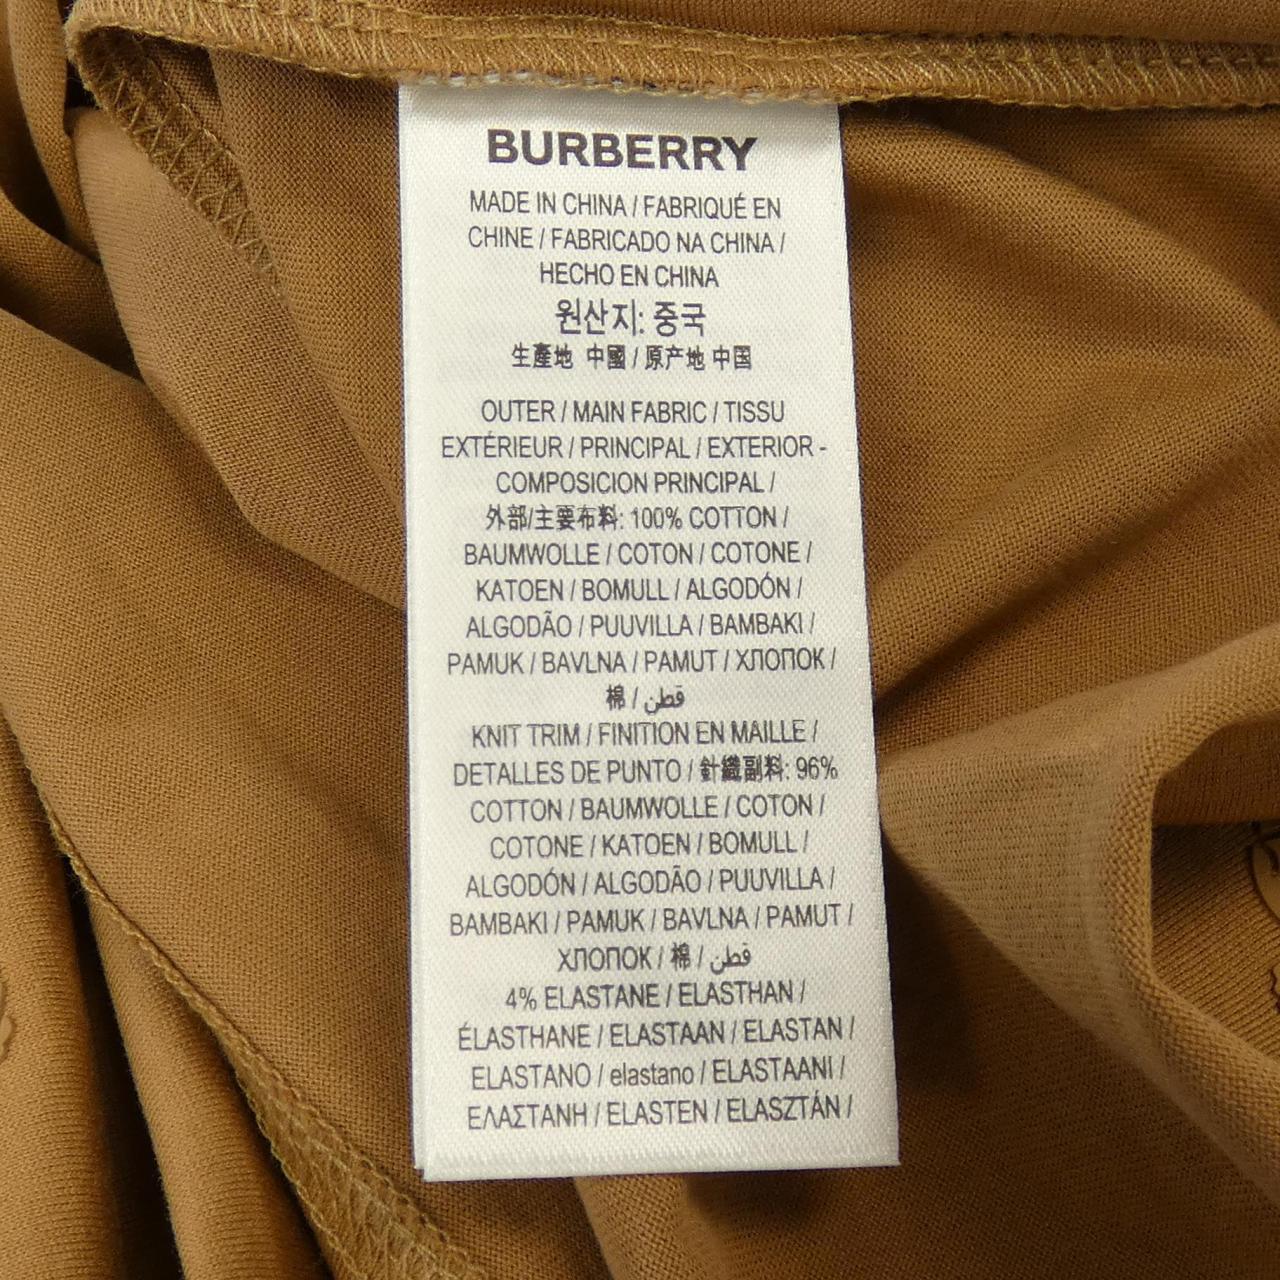 BURBERRY
MADE IN CHINA / FABRIQUÉ EN
CHINE / FABRICADO NA CHINA /
HECHO EN CHINA
원산지: 중국
生產地 中國 / 原产地 中国
OUTER / MAIN FABRIC / TISSU
EXTÉRIEUR / PRINCIPAL / EXTERIOR -
COMPOSICION PRINCIPAL /
外部/主要布料: 100% COTTON /
BAUMWOLLE / COTON / COTONE /
KATOEN / BOMULL / ALGODÓN /
ALGODÃO / PUUVILLA / BAMBAKI /
PAMUK / BAVLNA / PAMUT / ХЛОПОК /
棉 / قطن
KNIT TRIM / FINITION EN MAILLE /
DETALLES DE PUNTO / 針織副料: 96%
COTTON / BAUMWOLLE / COTON /
COTONE / KATOEN / BOMULL /
ALGODÓN / ALGODÃO / PUUVILLA /
BAMBAKI / PAMUK / BAVLNA / PAMUT /
ХЛОПОК / 棉 / قطن
4% ELASTANE / ELASTHAN /
ÉLASTHANE / ELASTAAN / ELASTAN /
ELASTANO / elastano / ELASTAANI /
ΕΛΑΣΤΑΝΗ / ELASTEN / ELASZTÁN /